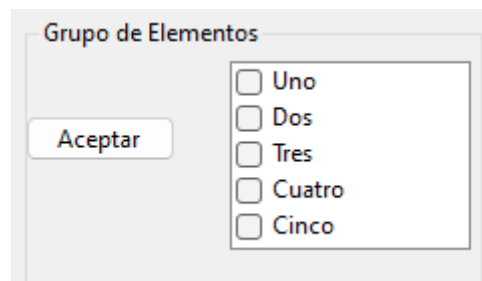 Grupo de Elementos
Uno
Dos
Aceptar
Tres
Cuatro
Cinco